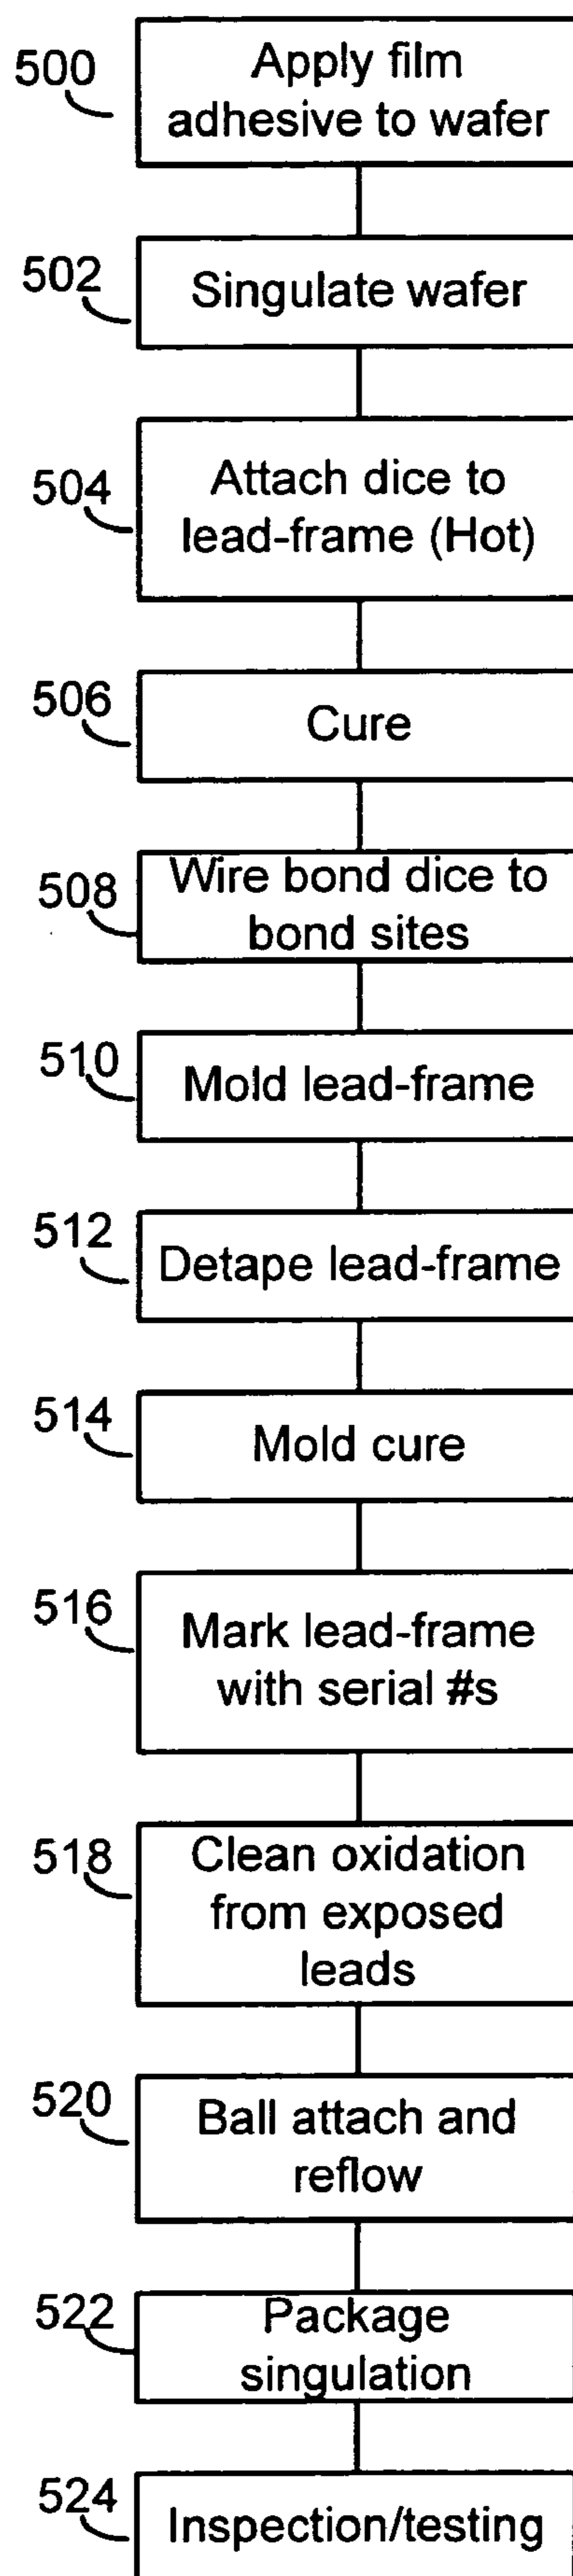 500
Apply film
adhesive to wafer
502
Singulate wafer
504
Attach dice to
lead-frame (Hot)
506
Cure
508
Wire bond dice to
bond sites
510
Mold lead-frame
512
Detape lead-frame
514
Mold cure
516
Mark lead-frame
with serial #s
518
Clean oxidation
from exposed
leads
520
Ball attach and
reflow
522
Package
singulation
524
Inspection/testing